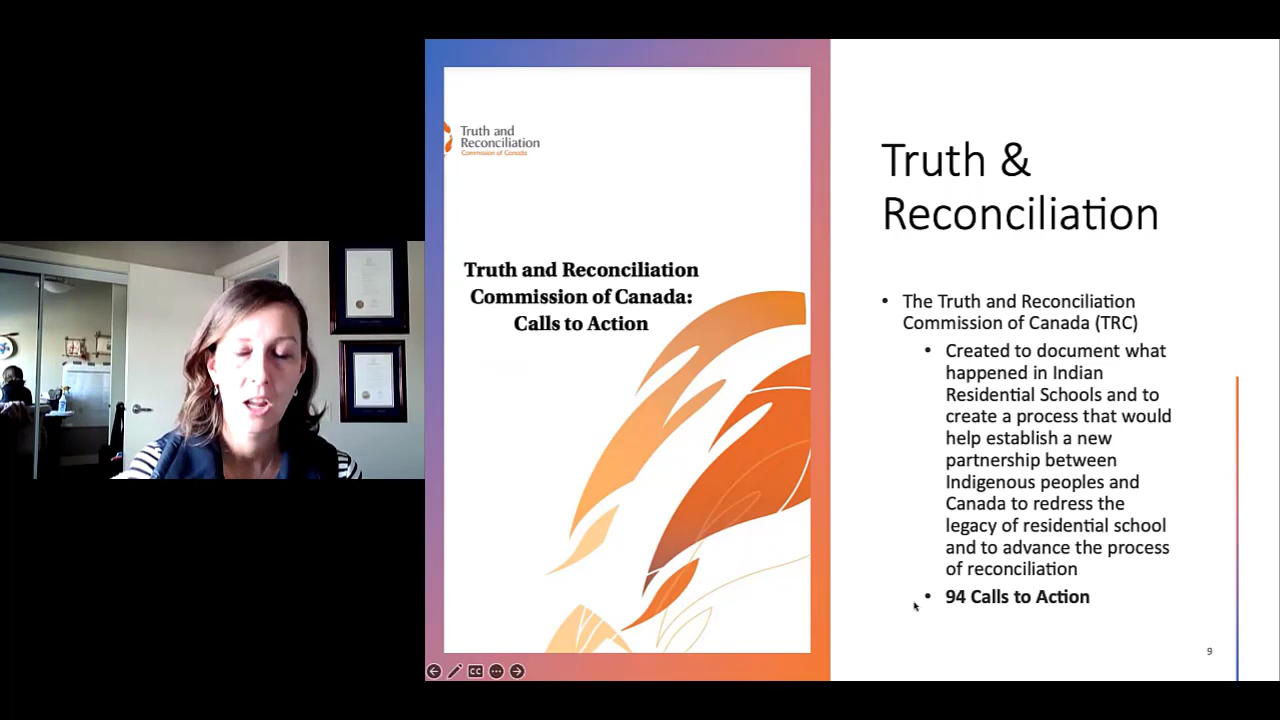 Truth and
Reconciliation
Commission of Canada
Truth and Reconciliation
Commission of Canada:
Calls to Action
Truth &
Reconciliation
• The Truth and Reconciliation
Commission of Canada (TRC)
• Created to document what
happened in Indian
Residential Schools and to
create a process that would
help establish a new
partnership between
Indigenous peoples and
Canada to redress the
legacy of residential school
and to advance the process
of reconciliation
• 94 Calls to Action
9
CC